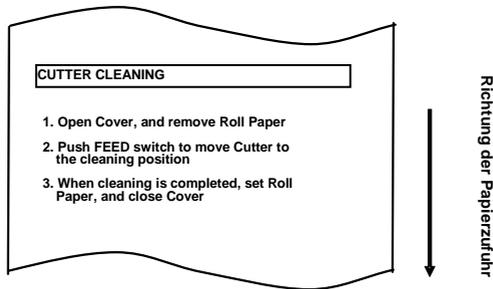 CUTTER CLEANING
1. Open Cover, and remove Roll Paper
2. Push FEED switch to move Cutter to
the cleaning position
3. When cleaning is completed, set Roll
Paper, and close Cover
Richtung der Papierzufuhr